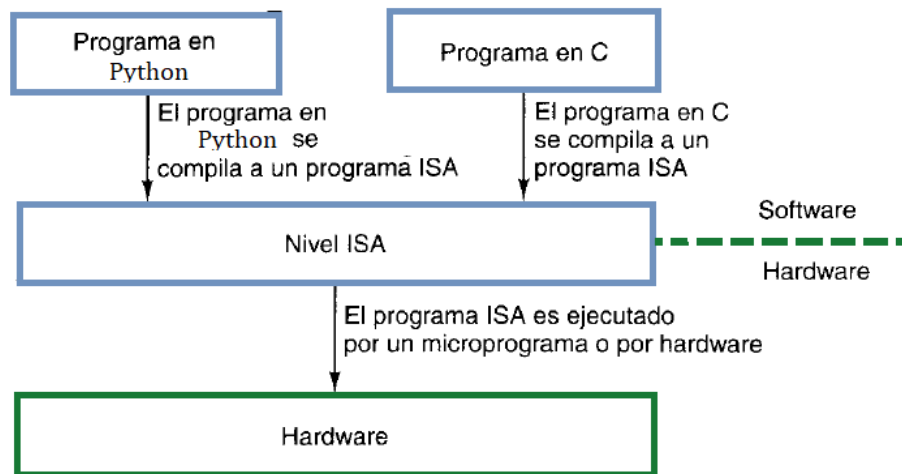 Programa en
Python
Programa en C
El programa en
Python se
compila a un programa ISA
El programa en C
se compila a un
programa ISA
Software
Nivel ISA
Hardware
El programa ISA es ejecutado
por un microprograma o por hardware
Hardware